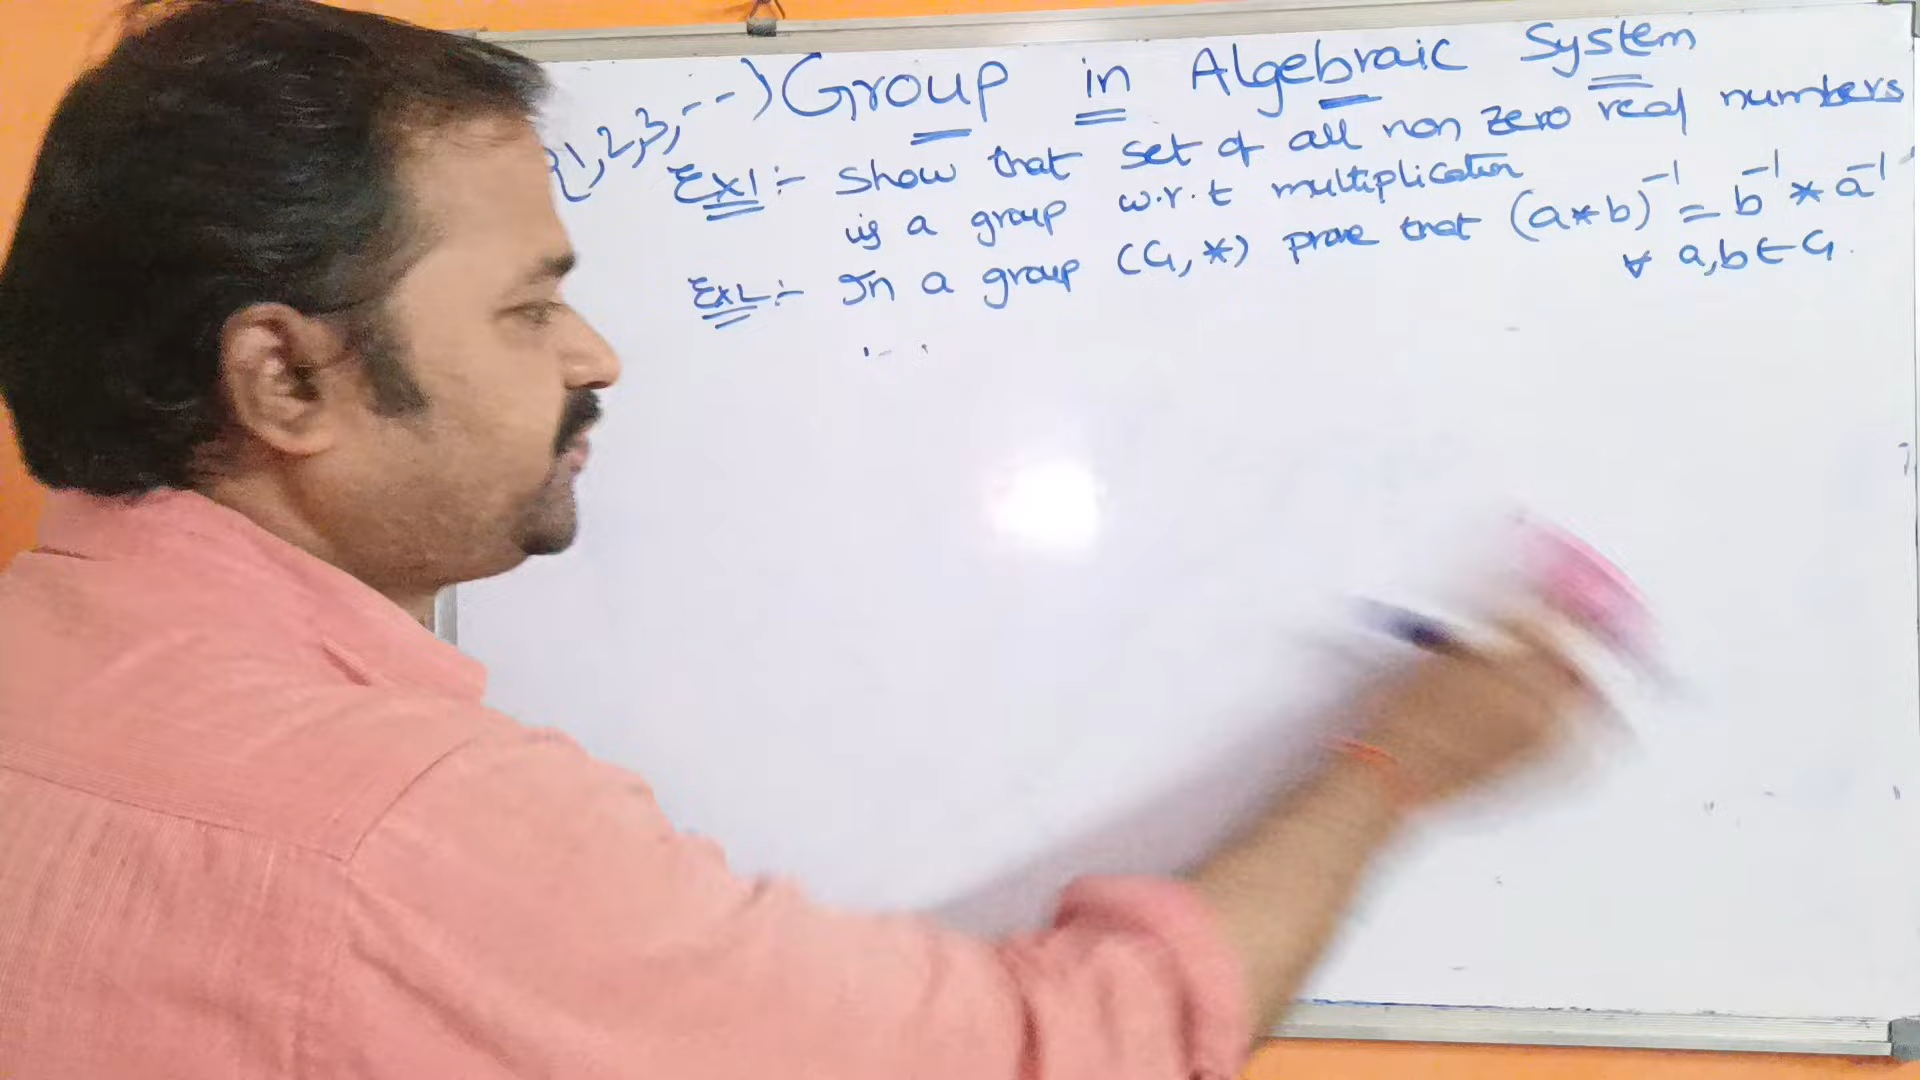 Group in Algebraic System
{1,2,3,--)
Ex1:- show that set of all non zero real numbers
is a group w.r.t multiplication
Ex2:- In a group (G,*) prove that (a*b)⁻¹ = b⁻¹ * a⁻¹
∀ a,b ∈ G.